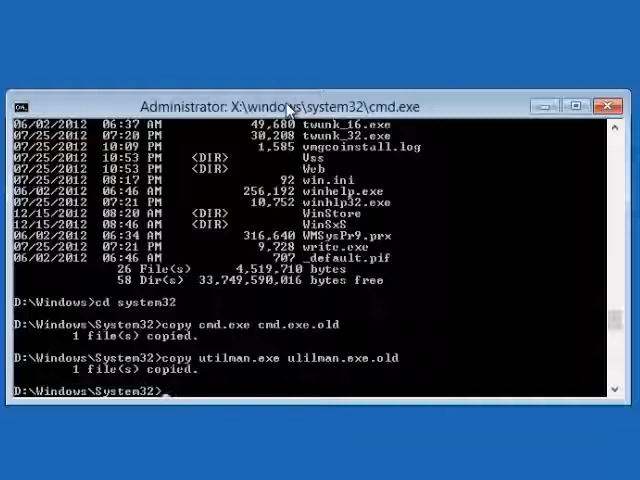 Administrator: X:\windows\system32\cmd.exe
06/02/2012  06:37 AM            49,680 twunk_16.exe
07/25/2012  07:20 PM            30,208 twunk_32.exe
07/25/2012  10:09 PM             1,585 vmgcoinstall.log
07/25/2012  10:53 PM    <DIR>          Vss
07/25/2012  10:53 PM    <DIR>          Web
07/25/2012  10:53 PM                92 win.ini
06/02/2012  06:46 AM           256,192 winhelp.exe
07/25/2012  07:21 PM            10,752 winhlp32.exe
12/15/2012  08:20 AM    <DIR>          WinStore
12/15/2012  08:46 AM    <DIR>          WinSxS
06/02/2012  06:36 AM           316,640 WMSysPr9.prx
07/25/2012  07:21 PM             9,728 write.exe
06/02/2012  06:46 AM               707 _default.pif
26 File(s)      4,519,710 bytes
58 Dir(s)  33,749,590,016 bytes free
D:\Windows>cd system32
D:\Windows\System32>copy cmd.exe cmd.exe.old
1 file(s) copied.
D:\Windows\System32>copy utilman.exe ulilman.exe.old
1 file(s) copied.
D:\Windows\System32>_